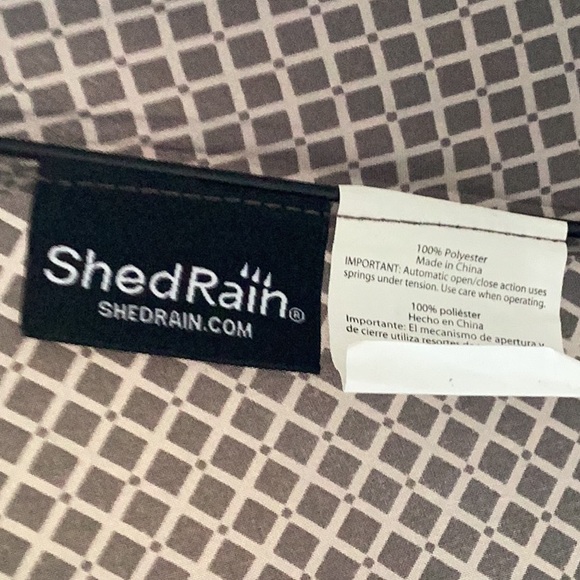 ShedRain®
SHEDRAIN.COM
100% Polyester
Made in China
IMPORTANT: Automatic open/close action uses
springs under tension. Use care when operating.
100% poliéster
Hecho en China
Importante: El mecanismo de apertura y
de cierre utiliza